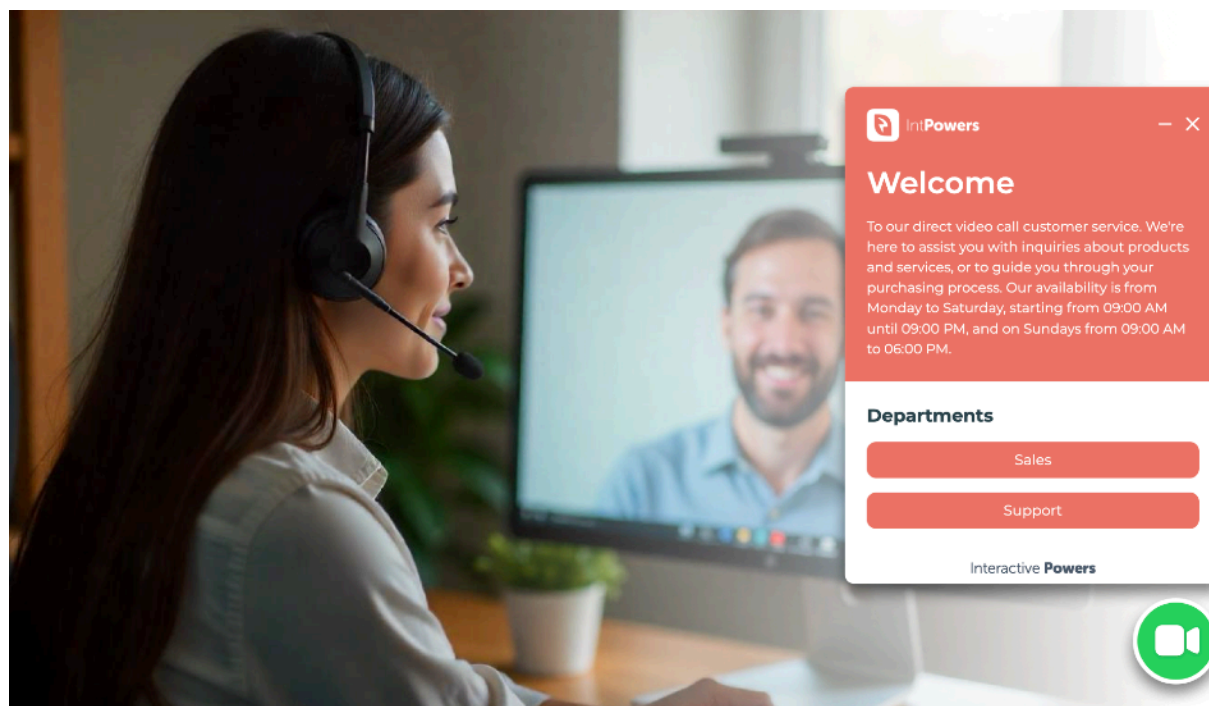 IntPowers
Welcome
To our direct video call customer service. We're
here to assist you with inquiries about products
and services, or to guide you through your
purchasing process. Our availability is from
Monday to Saturday, starting from 09:00 AM
until 09:00 PM, and on Sundays from 09:00 AM
to 06:00 PM.
Departments
Sales
Support
Interactive Powers